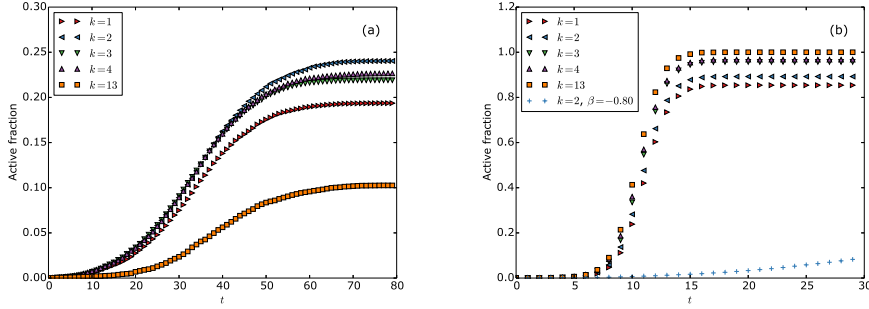 (a)
k=1
k=2
k=3
k=4
k=13
Active fraction
0.30
0.25
0.20
0.15
0.10
0.05
0.00
0 10 20 30 40 50 60 70 80
t
(b)
k=1
k=2
k=3
k=4
k=13
k=2, β=−0.80
Active fraction
1.2
1.0
0.8
0.6
0.4
0.2
0.0
0 5 10 15 20 25 30
t